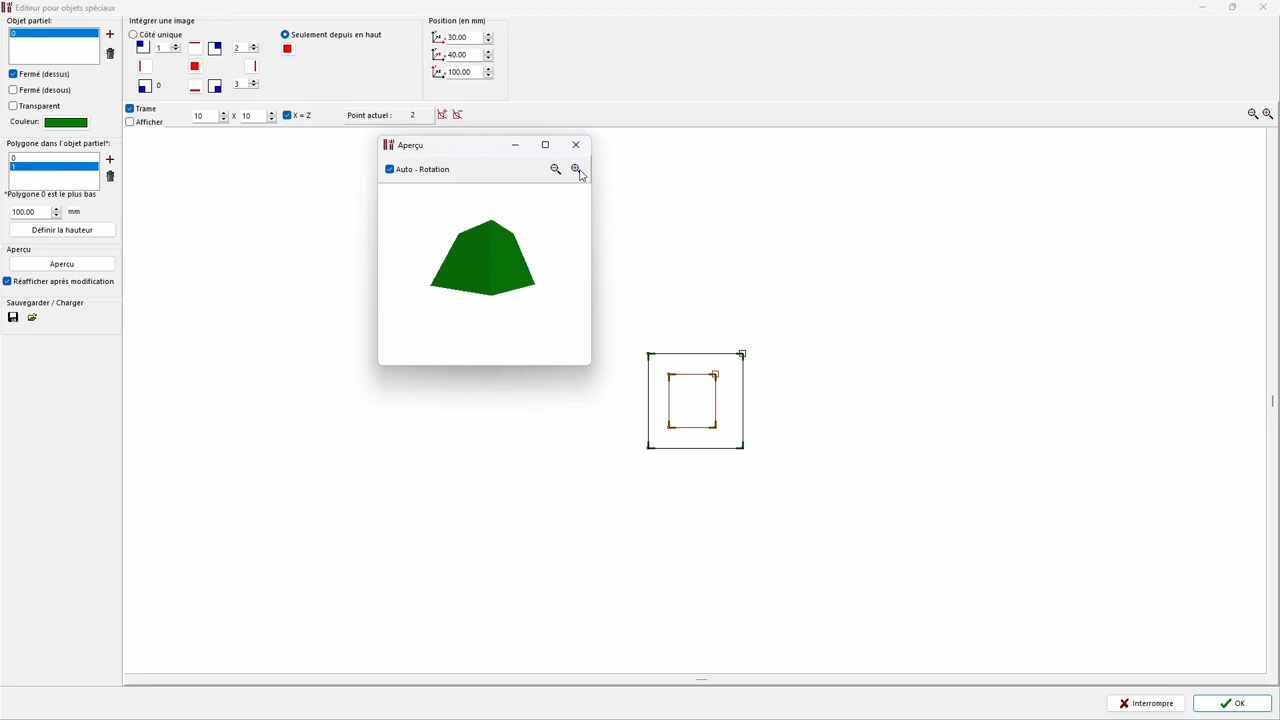 Editeur pour objets spéciaux
Objet partiel:
0
Fermé (dessus)
Fermé (desous)
Transparent
Couleur:
Polygone dans l'objet partiel*:
0
1
*Polygone 0 est le plus bas
100.00 mm
Définir la hauteur
Aperçu
Aperçu
Réafficher après modification
Sauvegarder / Charger
Intégrer une image
Côté unique
1
2
0
3
Seulement depuis en haut
Position (en mm)
30.00
40.00
100.00
Trame
Afficher
10 X 10
X = Z
Point actuel : 2
Aperçu
Auto - Rotation
Interrompre
OK